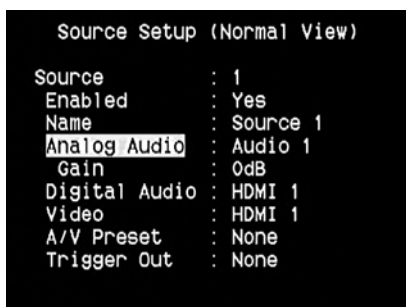 Source Setup (Normal View)
Source : 1
Enabled : Yes
Name : Source 1
Analog Audio : Audio 1
Gain : 0dB
Digital Audio : HDMI 1
Video : HDMI 1
A/V Preset : None
Trigger Out : None